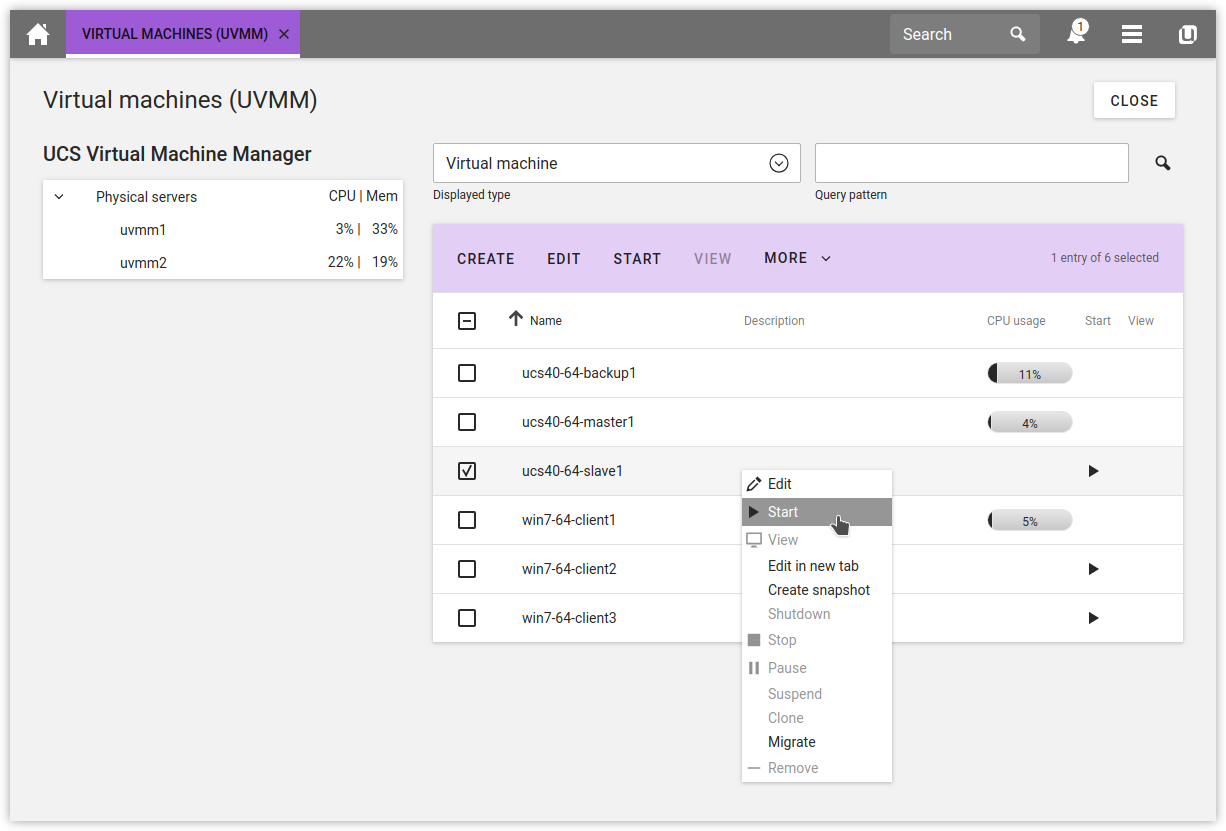 VIRTUAL MACHINES (UVMM)
Search
1
Virtual machines (UVMM)
CLOSE
UCS Virtual Machine Manager
Physical servers CPU | Mem
uvmm1 3% | 33%
uvmm2 22% | 19%
Virtual machine
Displayed type
Query pattern
CREATE EDIT START VIEW MORE 1 entry of 6 selected
Name Description CPU usage Start View
ucs40-64-backup1 11%
ucs40-64-master1 4%
ucs40-64-slave1
win7-64-client1 5%
win7-64-client2
win7-64-client3
Edit
Start
View
Edit in new tab
Create snapshot
Shutdown
Stop
Pause
Suspend
Clone
Migrate
Remove